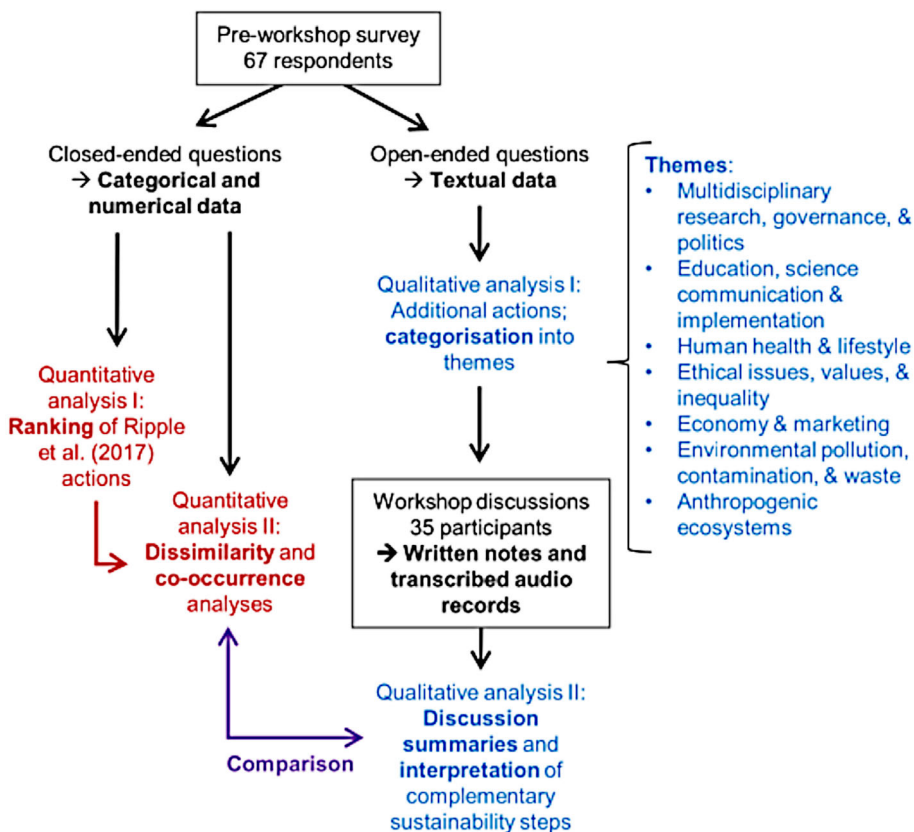 Pre-workshop survey
67 respondents
Closed-ended questions
→ Categorical and
numerical data
Open-ended questions
→ Textual data
Themes:
• Multidisciplinary
research, governance, &
politics
• Education, science
communication &
implementation
• Human health & lifestyle
• Ethical issues, values, &
inequality
• Economy & marketing
• Environmental pollution,
contamination, & waste
• Anthropogenic
ecosystems
Qualitative analysis I:
Additional actions;
categorisation into
themes
Quantitative
analysis I:
Ranking of Ripple
et al. (2017)
actions
Quantitative
analysis II:
Dissimilarity and
co-occurrence
analyses
Workshop discussions
35 participants
→ Written notes and
transcribed audio
records
Qualitative analysis II:
Discussion
summaries and
interpretation of
complementary
sustainability steps
Comparison